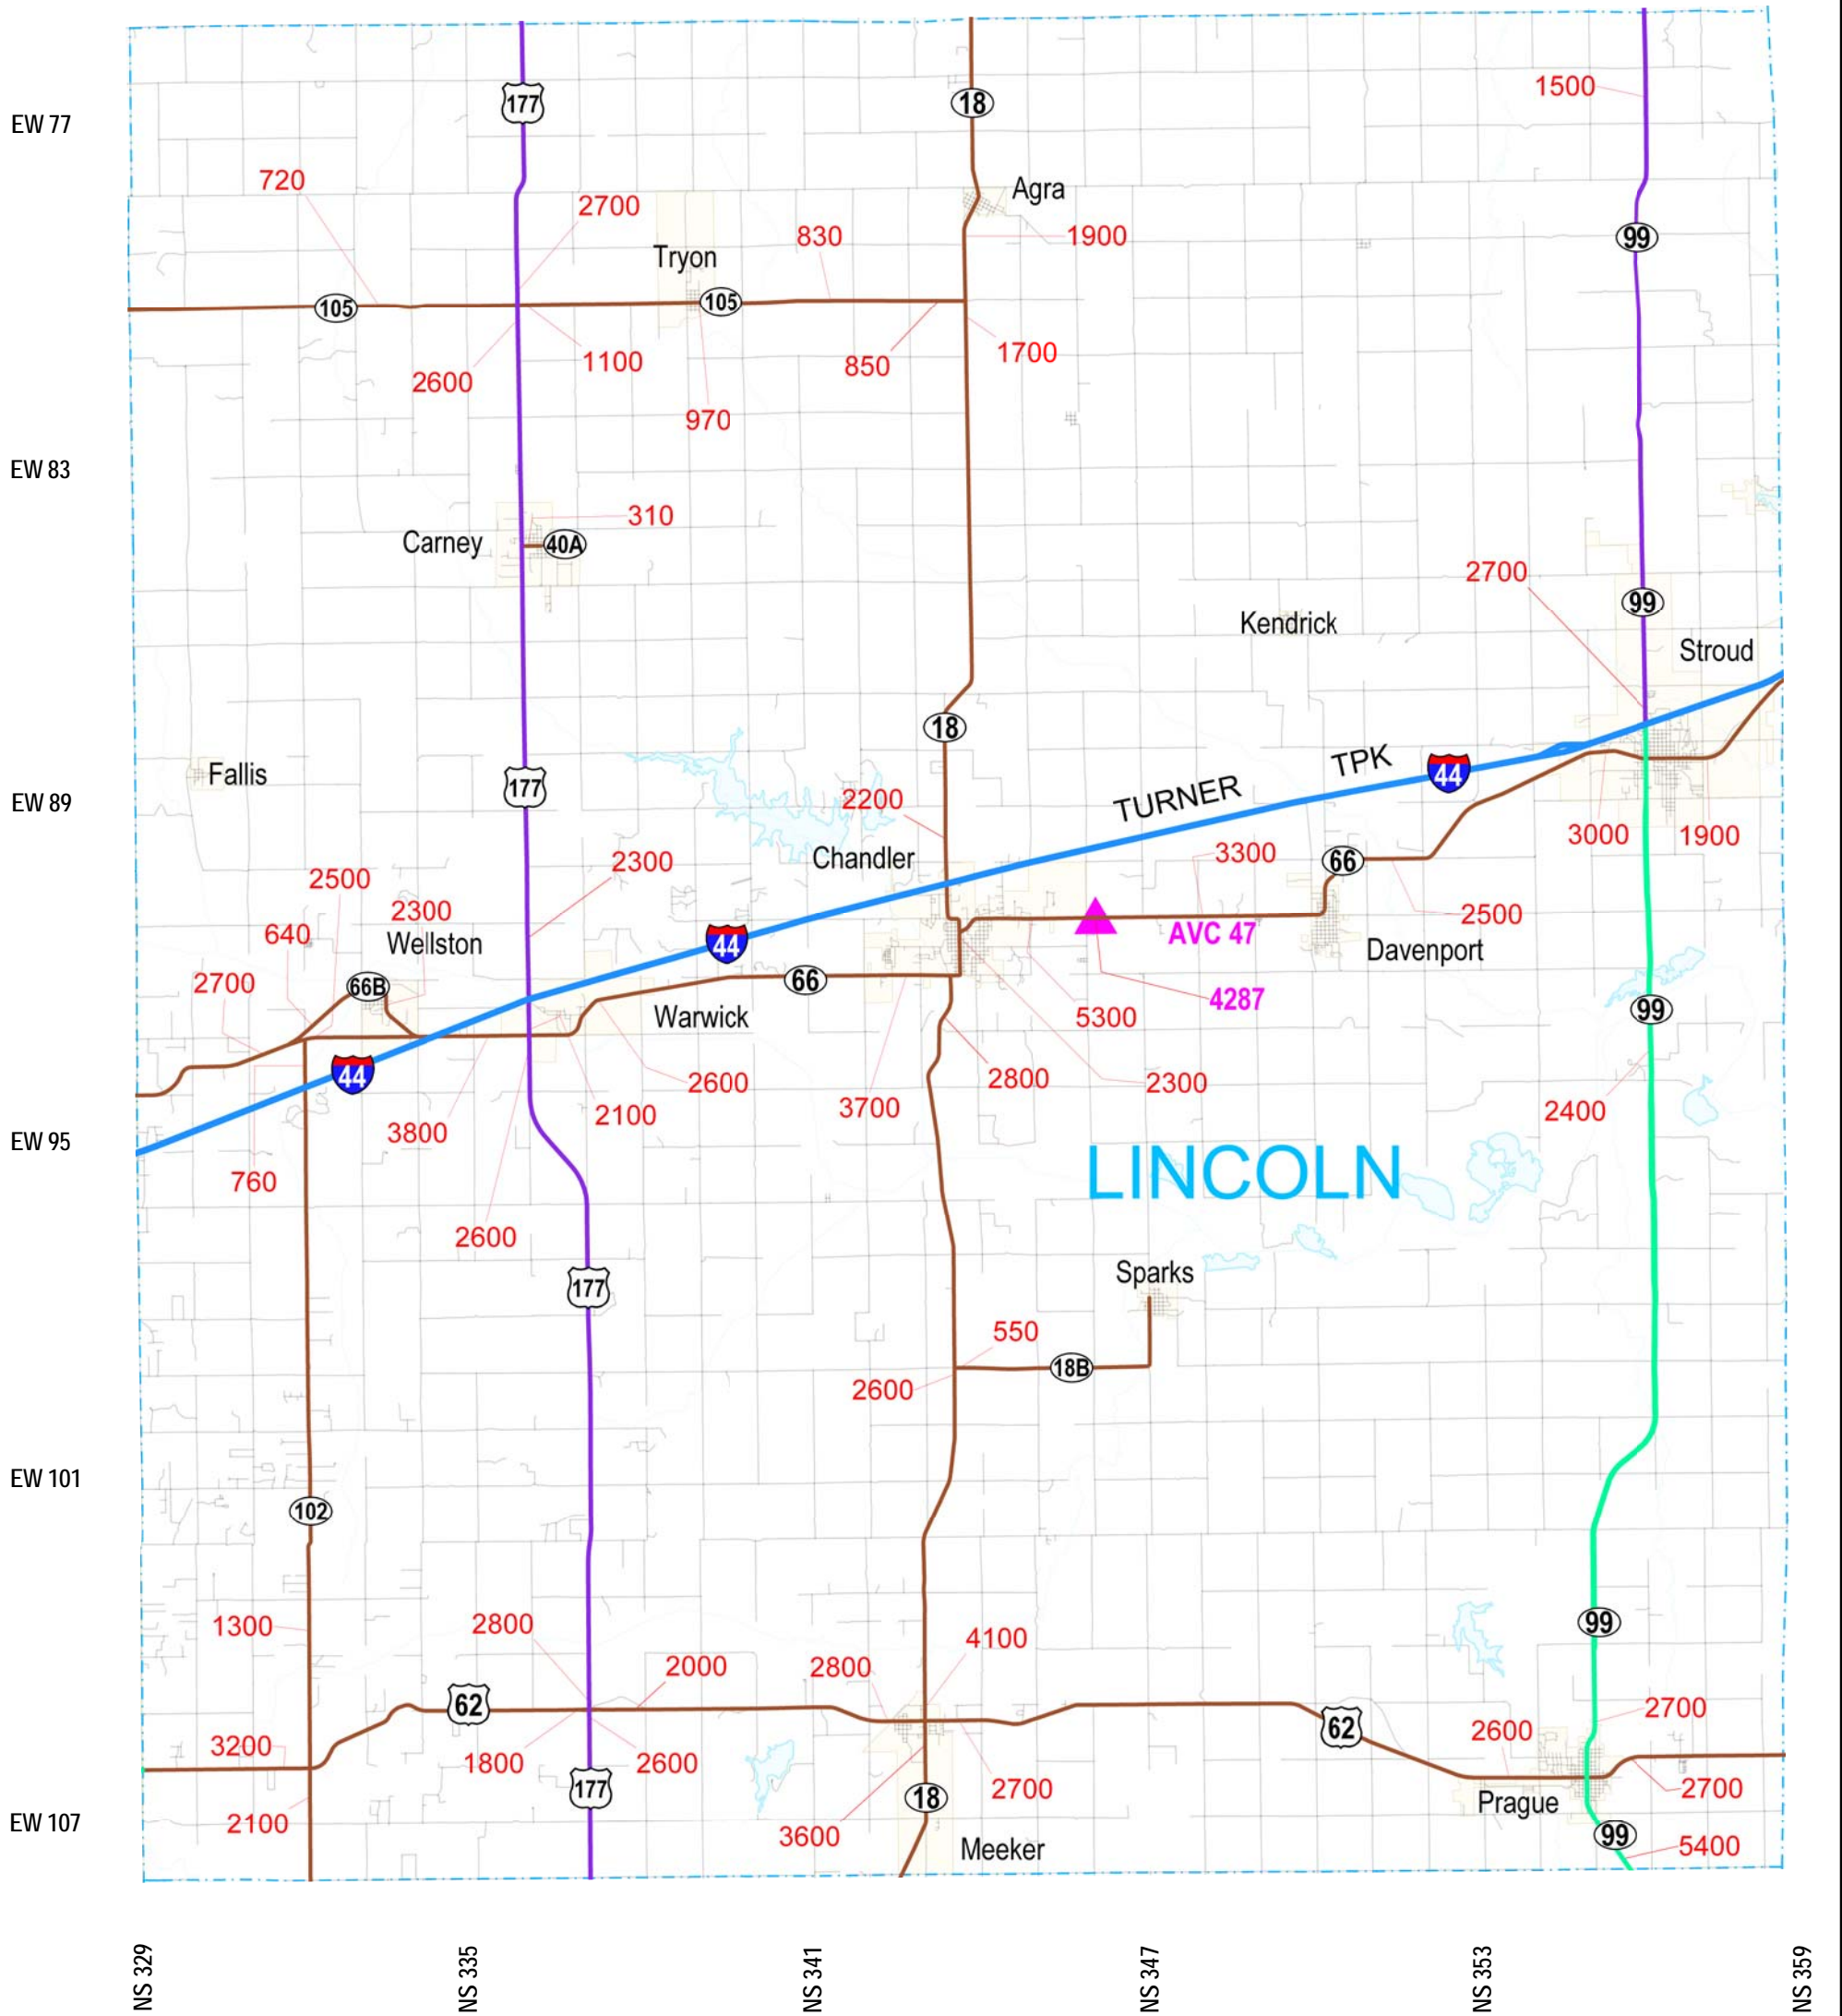 1500
177
18
EW 77
720
Agra
2700
830
1900
99
Tryon
105
105
1700
1100
850
2600
970
EW 83
310
Carney
40A
2700
99
Kendrick
Stroud
18
TURNER TPK
44
Fallis
177
EW 89
2200
3000
1900
Chandler
3300
66
2300
2500
2300
2500
640
Wellston
AVC 47
44
Davenport
2700
66B
66
4287
99
Warwick
5300
44
2800
2300
2600
3700
2400
2100
3800
EW 95
LINCOLN
760
2600
Sparks
177
550
18B
2600
EW 101
102
1300
2800
99
4100
2000
2800
62
2700
62
2600
3200
1800
2600
177
2700
2700
18
Prague
2100
EW 107
3600
99
Meeker
5400
NS 329
NS 335
NS 341
NS 347
NS 353
NS 359